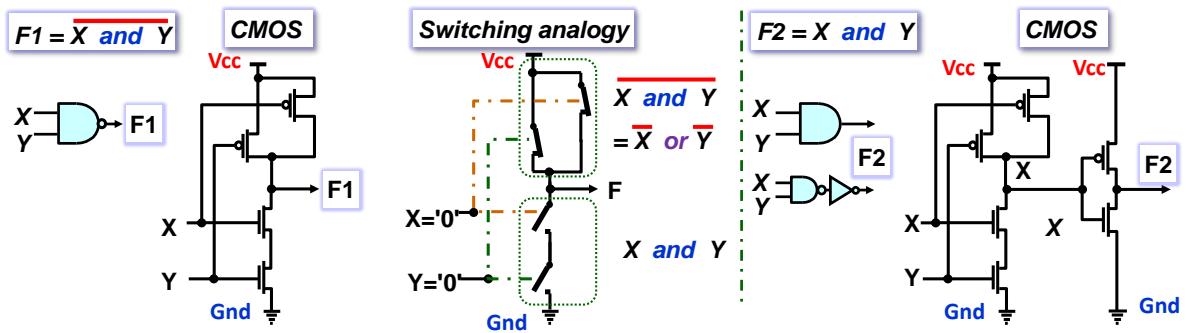 F1 = X and Y
CMOS
Vcc
X
Y
F1
F1
X
Y
Gnd
Switching analogy
Vcc
X and Y
= X or Y
F
X='0'
Y='0'
X and Y
Gnd
F2 = X and Y
CMOS
Vcc
Vcc
X
Y
F2
X
Y
X
F2
X
X
Y
Gnd
Gnd